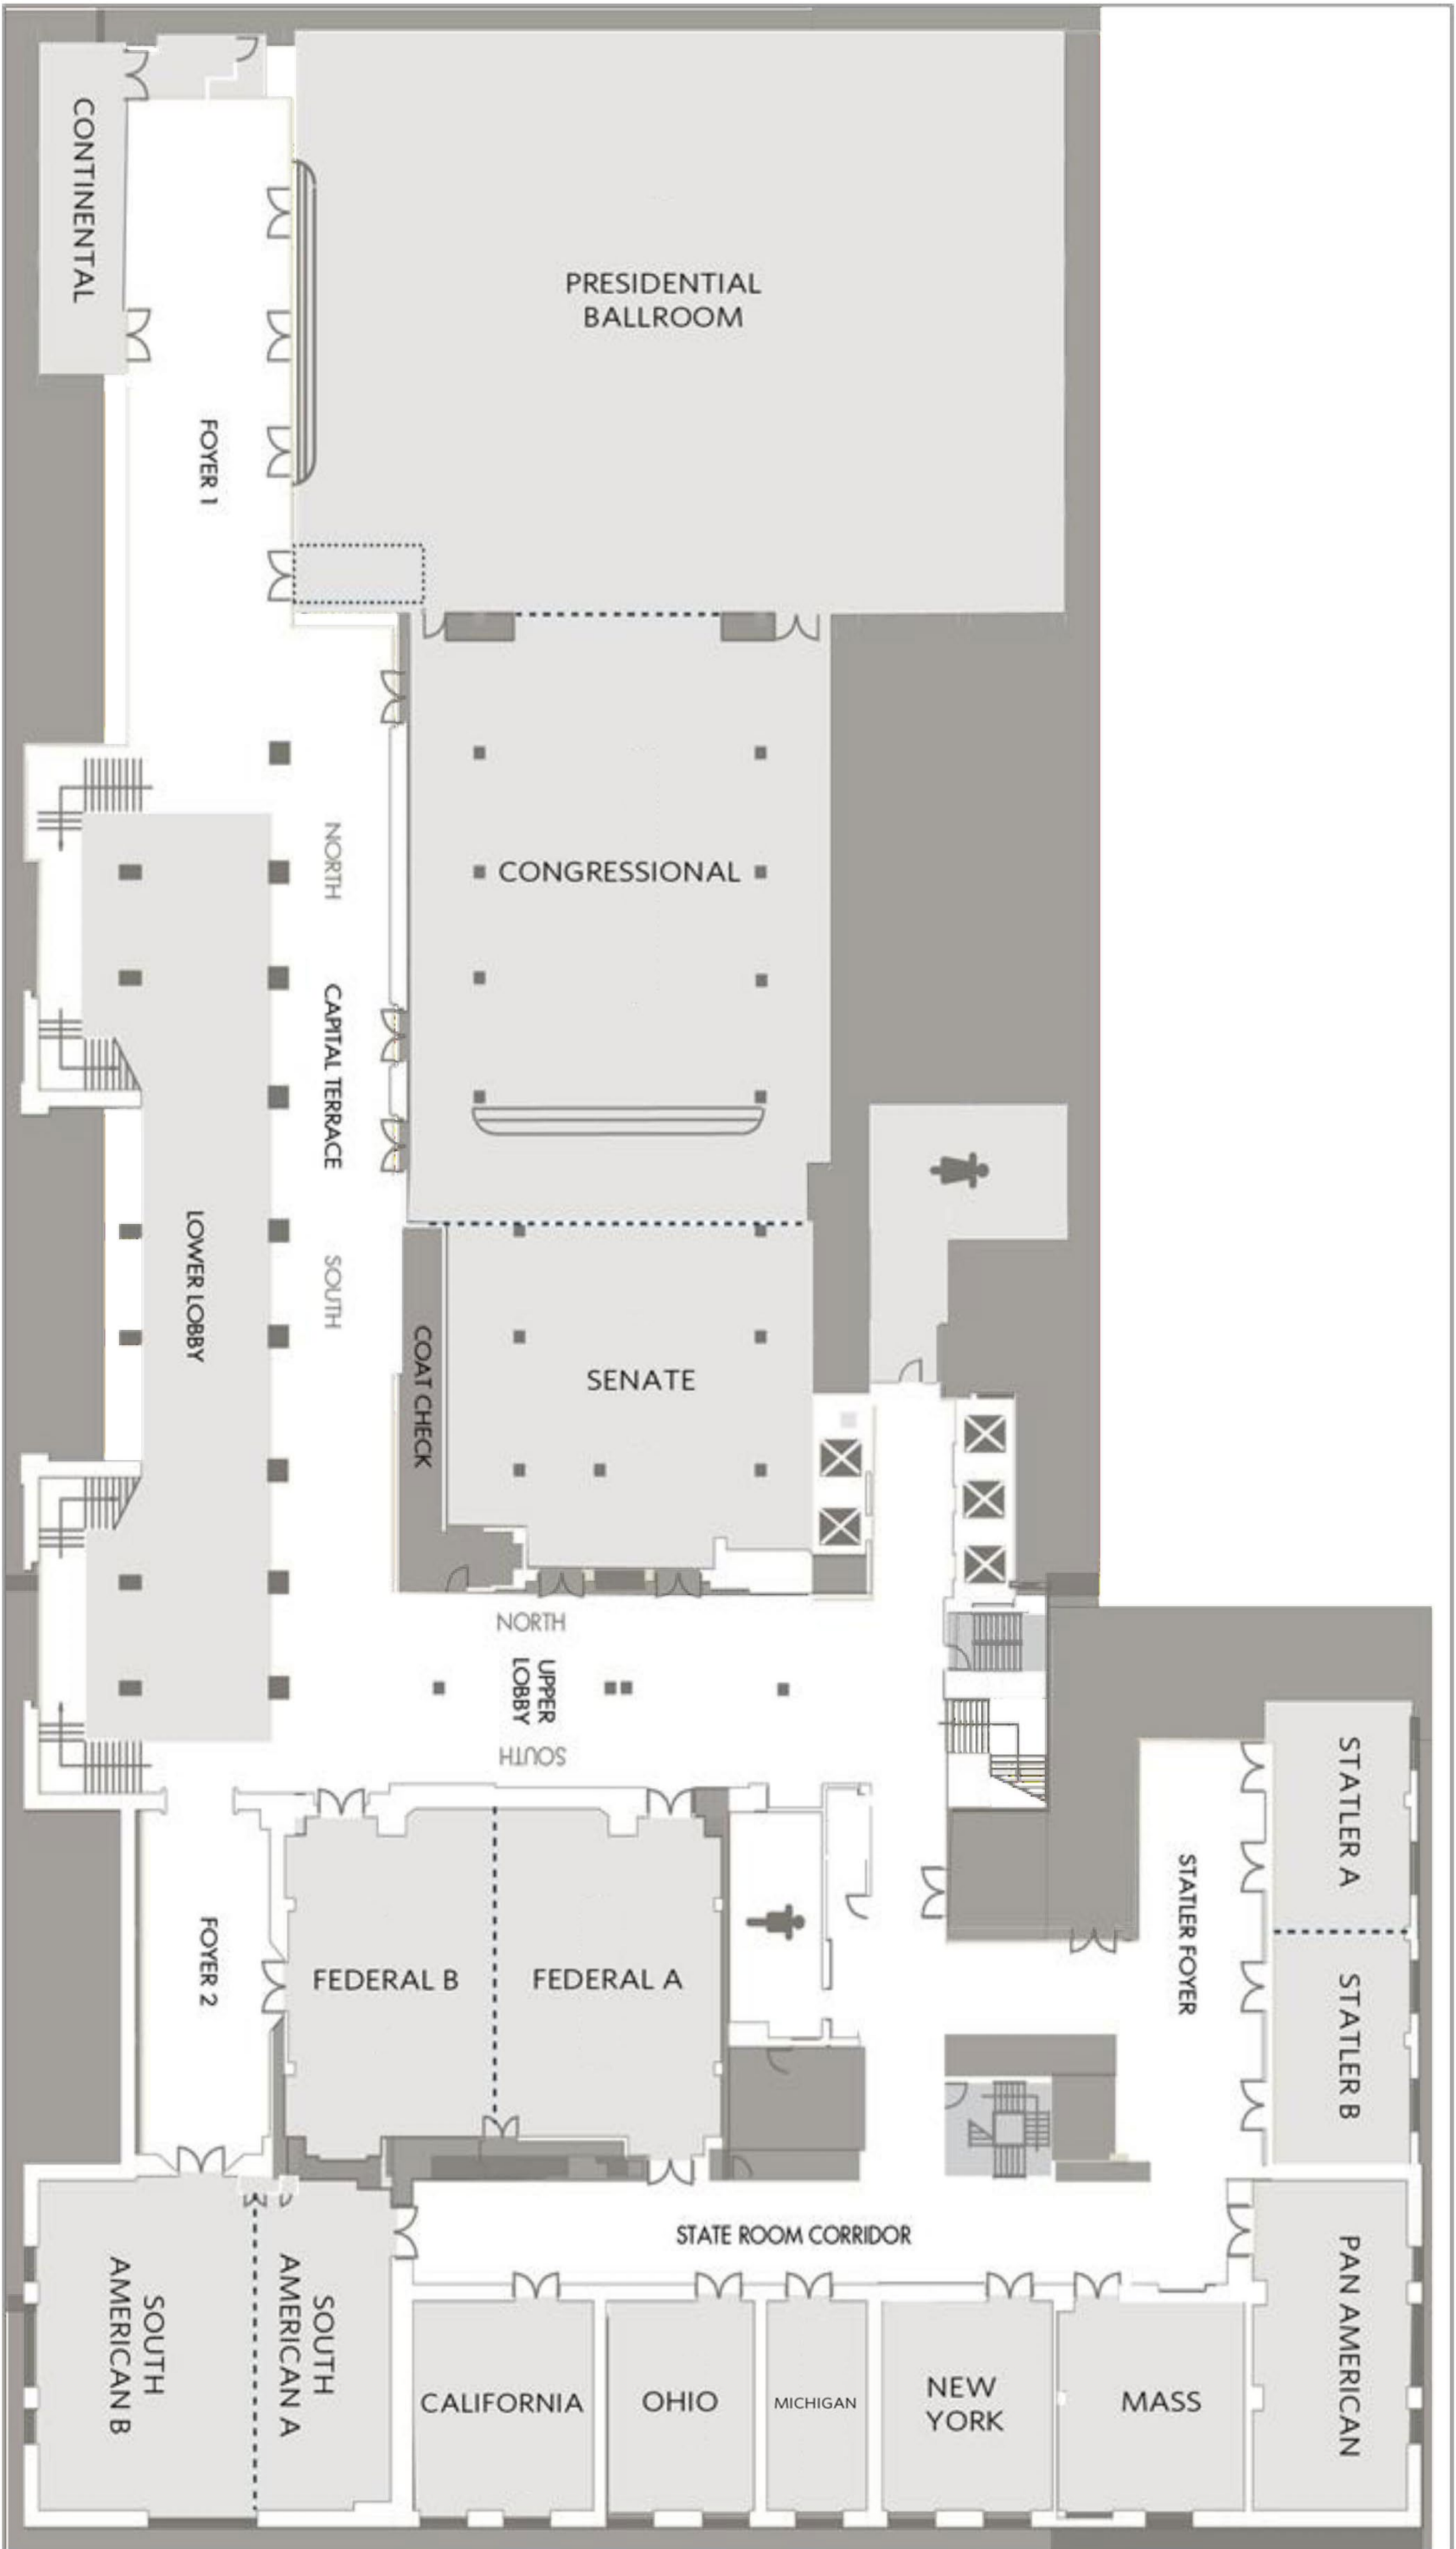 CONTINENTAL
PRESIDENTIAL
BALLROOM
FOYER 1
NORTH
CONGRESSIONAL
CAPITAL TERRACE
LOWER LOBBY
SOUTH
COAT CHECK
SENATE
NORTH
UPPER
LOBBY
SOUTH
STATLER A
STATLER FOYER
FOYER 2
FEDERAL B
FEDERAL A
STATLER B
STATE ROOM CORRIDOR
SOUTH
AMERICAN B
SOUTH
AMERICAN A
CALIFORNIA
OHIO
MICHIGAN
NEW
YORK
MASS
PAN AMERICAN